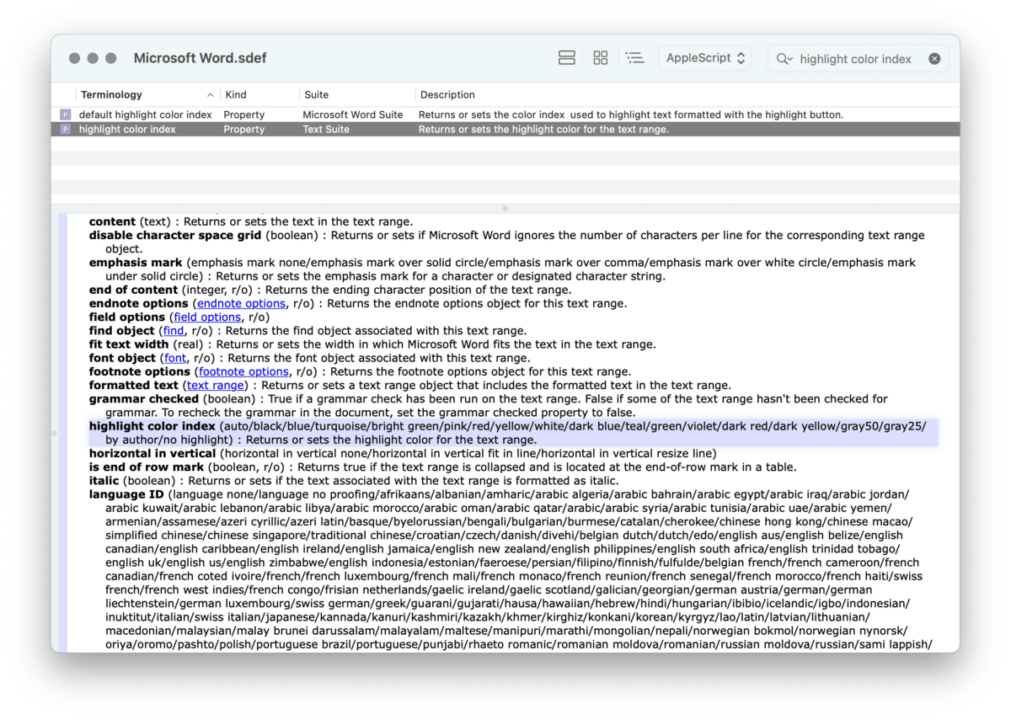 Microsoft Word.sdef
AppleScript
highlight color index
Terminology Kind Suite Description
P default highlight color index Property Microsoft Word Suite Returns or sets the color index used to highlight text formatted with the highlight button.
P highlight color index Property Text Suite Returns or sets the highlight color for the text range.
content (text) : Returns or sets the text in the text range.
disable character space grid (boolean) : Returns or sets if Microsoft Word ignores the number of characters per line for the corresponding text range
object.
emphasis mark (emphasis mark none/emphasis mark over solid circle/emphasis mark over comma/emphasis mark over white circle/emphasis mark
under solid circle) : Returns or sets the emphasis mark for a character or designated character string.
end of content (integer, r/o) : Returns the ending character position of the text range.
endnote options (endnote options, r/o) : Returns the endnote options object for this text range.
field options (field options, r/o)
find object (find, r/o) : Returns the find object associated with this text range.
fit text width (real) : Returns or sets the width in which Microsoft Word fits the text in the text range.
font object (font, r/o) : Returns the font object associated with this text range.
footnote options (footnote options, r/o) : Returns the footnote options object for this text range.
formatted text (text range) : Returns or sets a text range object that includes the formatted text in the text range.
grammar checked (boolean) : True if a grammar check has been run on the text range. False if some of the text range hasn't been checked for
grammar. To recheck the grammar in the document, set the grammar checked property to false.
highlight color index (auto/black/blue/turquoise/bright green/pink/red/yellow/white/dark blue/teal/green/violet/dark red/dark yellow/gray50/gray25/
by author/no highlight) : Returns or sets the highlight color for the text range.
horizontal in vertical (horizontal in vertical none/horizontal in vertical fit in line/horizontal in vertical resize line)
is end of row mark (boolean, r/o) : Returns true if the text range is collapsed and is located at the end-of-row mark in a table.
italic (boolean) : Returns or sets if the text associated with the text range is formatted as italic.
language ID (language none/language no proofing/afrikaans/albanian/amharic/arabic algeria/arabic bahrain/arabic egypt/arabic iraq/arabic jordan/
arabic kuwait/arabic lebanon/arabic libya/arabic morocco/arabic oman/arabic qatar/arabic/arabic syria/arabic tunisia/arabic uae/arabic yemen/
armenian/assamese/azeri cyrillic/azeri latin/basque/byelorussian/bengali/bulgarian/burmese/catalan/cherokee/chinese hong kong/chinese macao/
simplified chinese/chinese singapore/traditional chinese/croatian/czech/danish/divehi/belgian dutch/dutch/edo/english aus/english belize/english
canadian/english caribbean/english ireland/english jamaica/english new zealand/english philippines/english south africa/english trinidad tobago/
english uk/english us/english zimbabwe/english indonesia/estonian/faeroese/persian/filipino/finnish/fulfulde/belgian french/french cameroon/french
canadian/french coted ivoire/french/french luxembourg/french mali/french monaco/french reunion/french senegal/french morocco/french haiti/swiss
french/french west indies/french congo/frisian netherlands/gaelic ireland/gaelic scotland/galician/georgian/german austria/german/german
liechtenstein/german luxembourg/swiss german/greek/guarani/gujarati/hausa/hawaiian/hebrew/hindi/hungarian/ibibio/icelandic/igbo/indonesian/
inuktitut/italian/swiss italian/japanese/kannada/kanuri/kashmiri/kazakh/khmer/kirghiz/konkani/korean/kyrgyz/lao/latin/latvian/lithuanian/
macedonian/malaysian/malay brunei darussalam/malayalam/maltese/manipuri/marathi/mongolian/nepali/norwegian bokmol/norwegian nynorsk/
oriya/oromo/pashto/polish/portuguese brazil/portuguese/punjabi/rhaeto romanic/romanian moldova/romanian/russian moldova/russian/sami lappish/